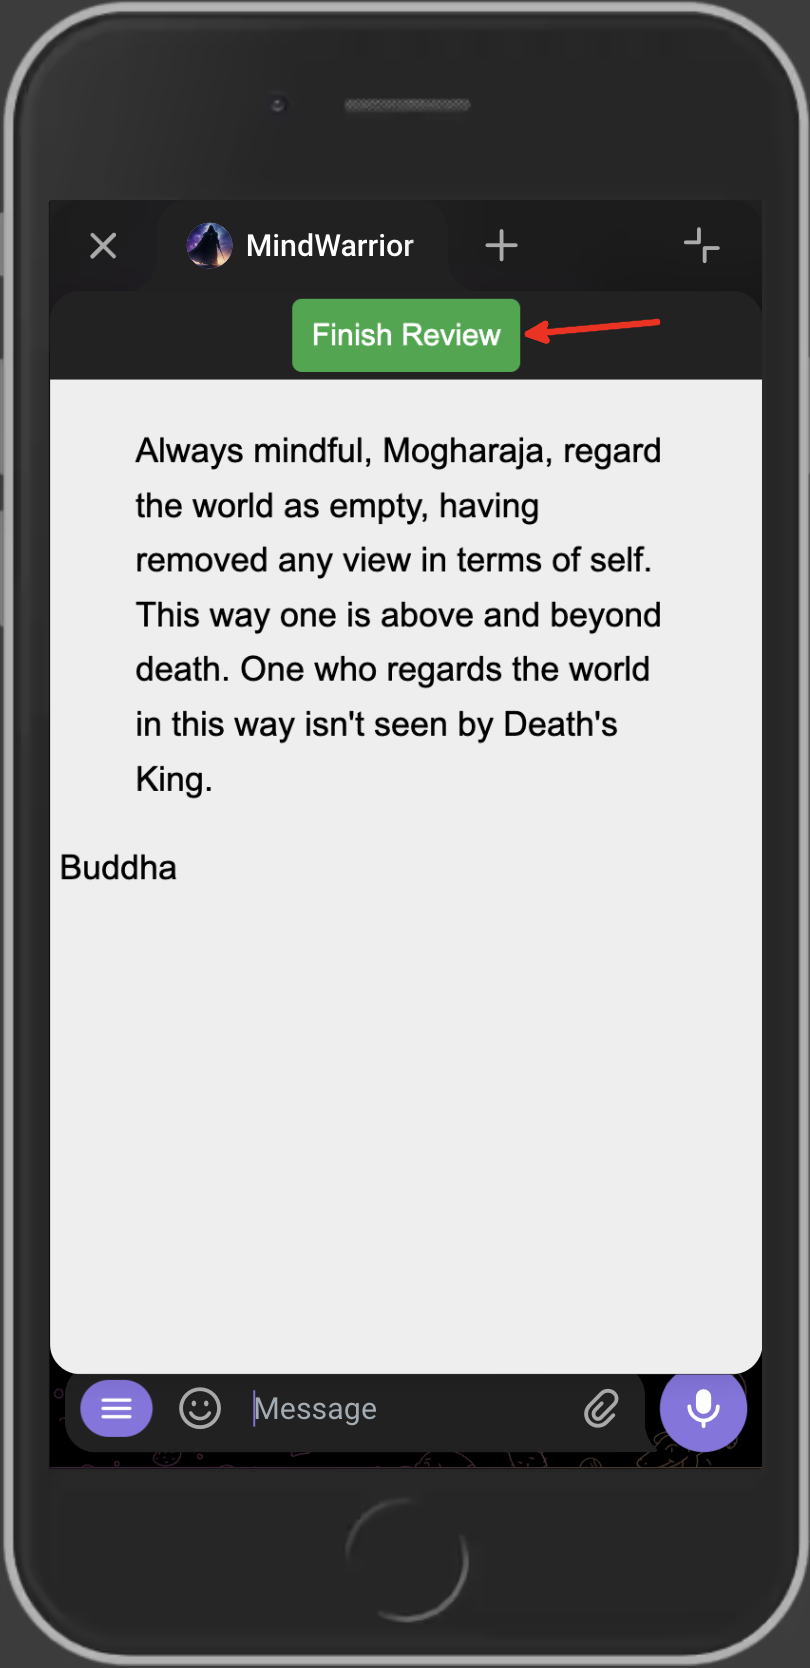 MindWarrior
Finish Review
Always mindful, Mogharaja, regard
the world as empty, having
removed any view in terms of self.
This way one is above and beyond
death. One who regards the world
in this way isn't seen by Death's
King.
Buddha
Message